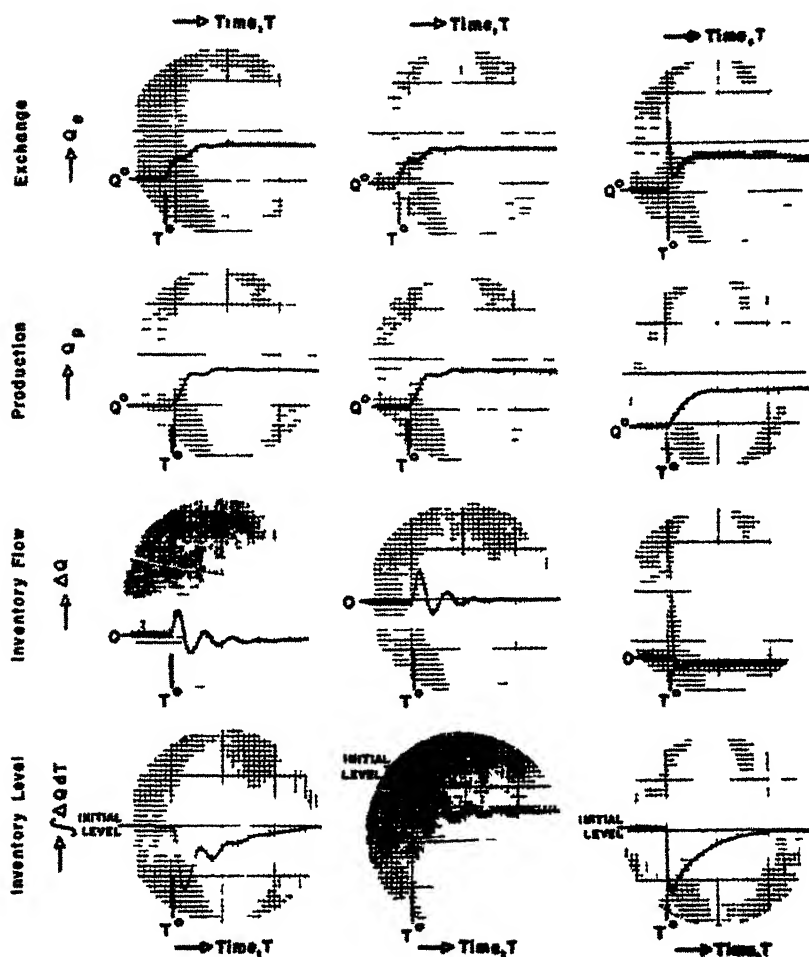 Time,T Time,T Time,T
Exchange
Qe
Q°
T°
Q°
T°
Q°
T°
Production
Qp
Q°
T°
Q°
T°
Q°
T°
Inventory Flow
ΔQ
O
T°
O
T°
O
T°
Inventory Level
∫ΔQdT
INITIAL
LEVEL
T°
INITIAL
LEVEL
T°
INITIAL
LEVEL
T°
Time,T Time,T Time,T